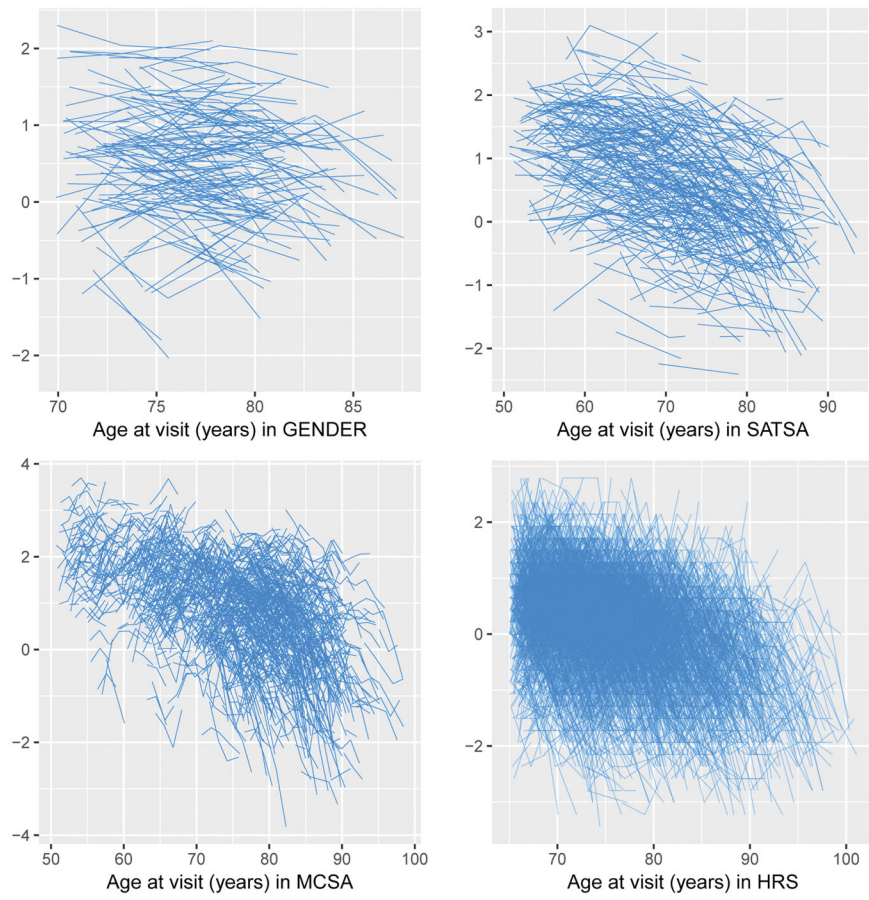 2
1
0
−1
−2
70 75 80 85
Age at visit (years) in GENDER
3
2
1
0
−1
−2
50 60 70 80 90
Age at visit (years) in SATSA
4
2
0
−2
−4
50 60 70 80 90 100
Age at visit (years) in MCSA
2
0
−2
70 80 90 100
Age at visit (years) in HRS